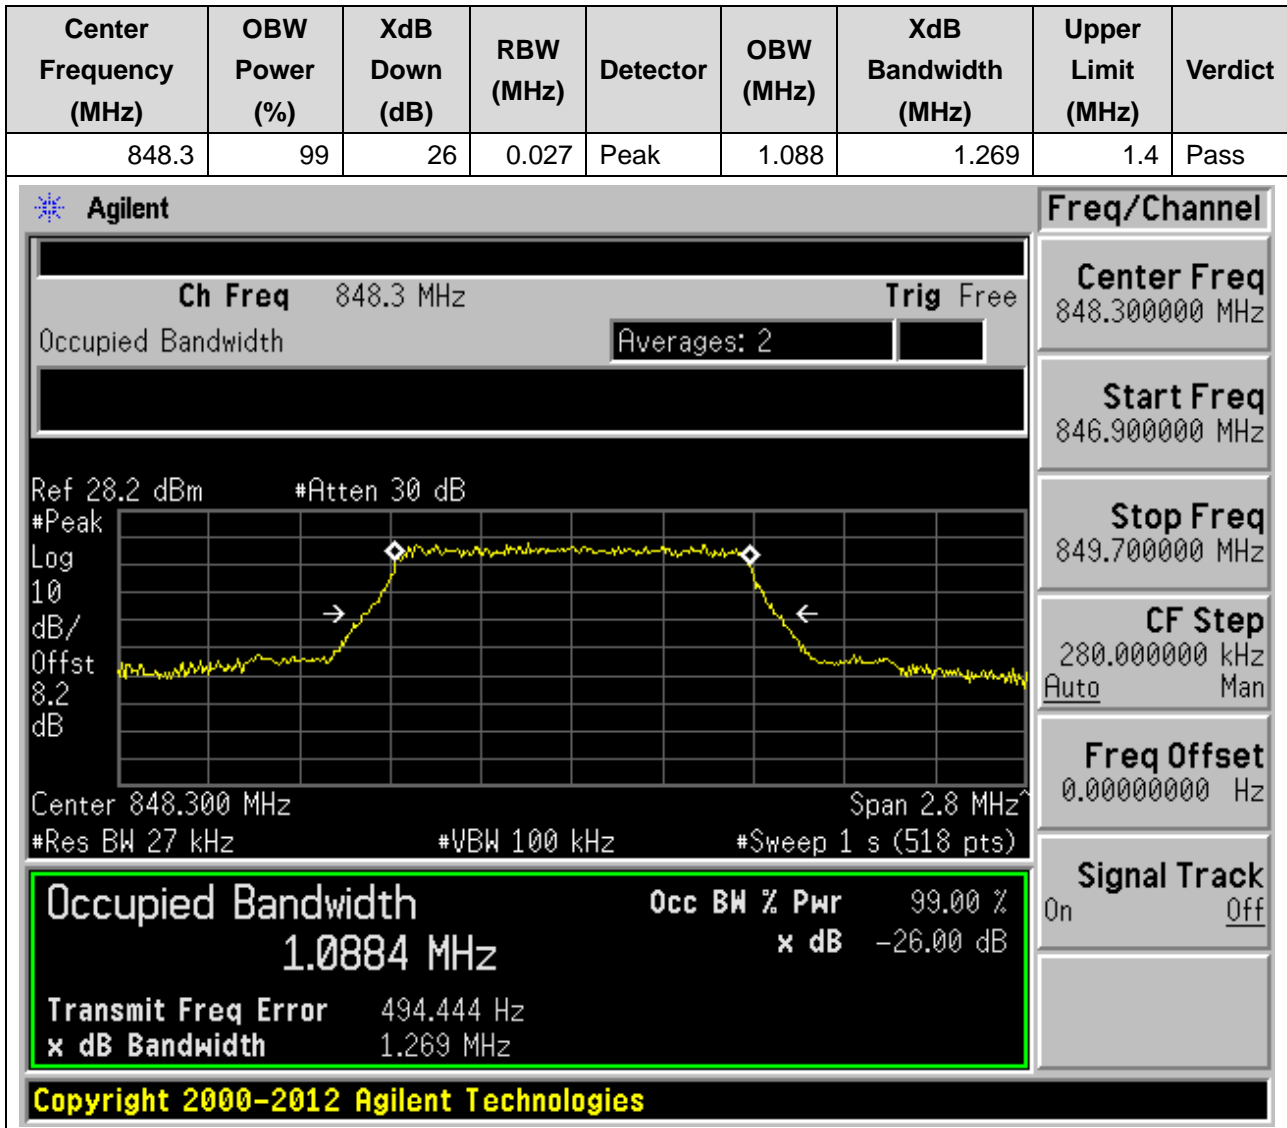 Center Frequency (MHz) OBW Power (%) XdB Down (dB) RBW (MHz) Detector OBW (MHz) XdB Bandwidth (MHz) Upper Limit (MHz) Verdict
848.3 99 26 0.027 Peak 1.088 1.269 1.4 Pass
Agilent
Freq/Channel
Ch Freq 848.3 MHz Trig Free
Occupied Bandwidth Averages: 2
Center Freq
848.300000 MHz
Start Freq
846.900000 MHz
Stop Freq
849.700000 MHz
CF Step
280.000000 kHz
Auto Man
Freq Offset
0.00000000 Hz
Signal Track
On Off
Ref 28.2 dBm #Atten 30 dB
#Peak
Log
10
dB/
Offst
8.2
dB
Center 848.300 MHz Span 2.8 MHz^
#Res BW 27 kHz #VBW 100 kHz #Sweep 1 s (518 pts)
Occupied Bandwidth Occ BW % Pwr 99.00 %
1.0884 MHz x dB -26.00 dB
Transmit Freq Error 494.444 Hz
x dB Bandwidth 1.269 MHz
Copyright 2000-2012 Agilent Technologies